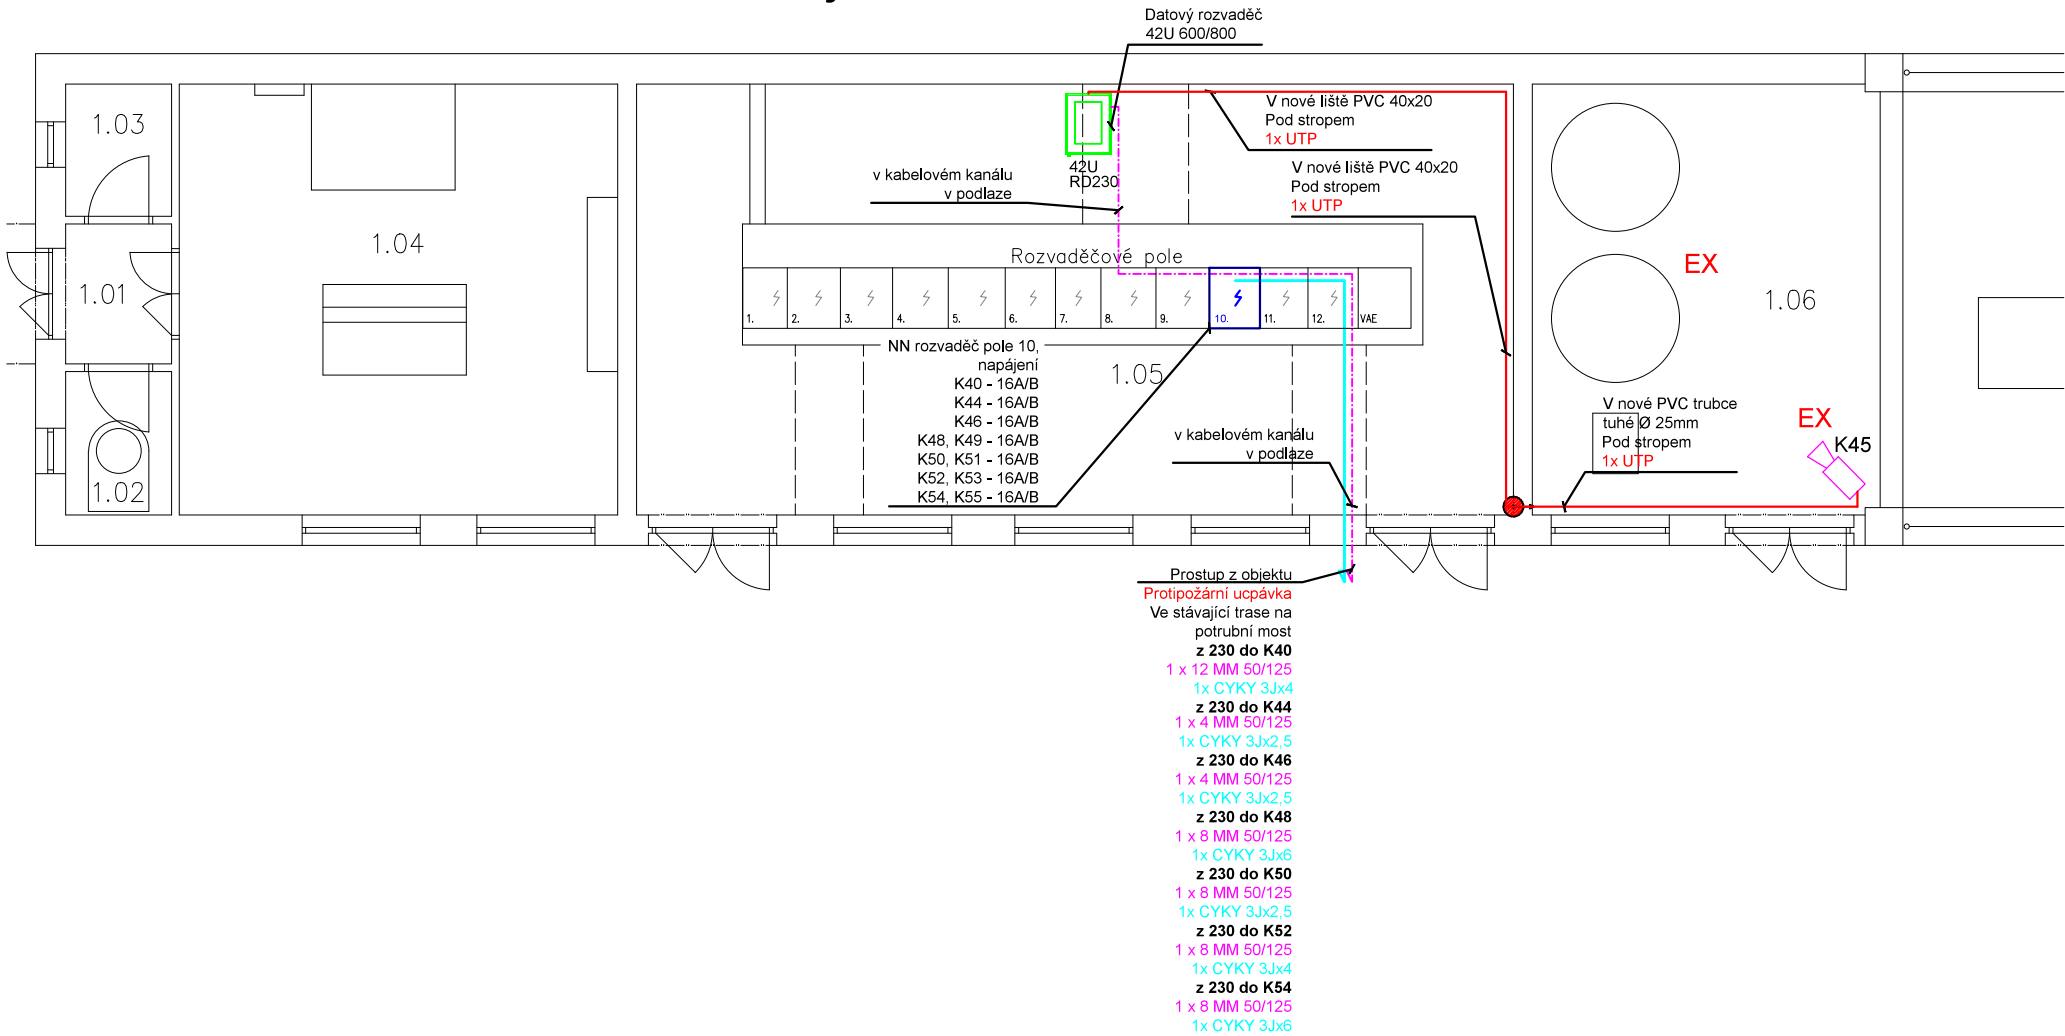 Datový rozvaděč
42U 600/800
V nové liště PVC 40x20
Pod stropem
1x UTP
1.03
42U
RD230
V nové liště PVC 40x20
Pod stropem
1x UTP
v kabelovém kanálu
v podlaze
1.04
Rozvaděčové pole
EX
1.01
1.06
1.
2.
3.
4.
5.
6.
7.
8.
9.
10.
11.
12.
VAE
NN rozvaděč pole 10,
napájení
K40 - 16A/B
K44 - 16A/B
K46 - 16A/B
K48, K49 - 16A/B
K50, K51 - 16A/B
K52, K53 - 16A/B
K54, K55 - 16A/B
1.05
V nové PVC trubce
tuhé Ø 25mm
Pod stropem
1x UTP
EX
K45
v kabelovém kanálu
v podlaze
1.02
Prostup z objektu
Protipožární ucpávka
Ve stávající trase na
potrubní most
z 230 do K40
1 x 12 MM 50/125
1x CYKY 3Jx4
z 230 do K44
1 x 4 MM 50/125
1x CYKY 3Jx2,5
z 230 do K46
1 x 4 MM 50/125
1x CYKY 3Jx2,5
z 230 do K48
1 x 8 MM 50/125
1x CYKY 3Jx6
z 230 do K50
1 x 8 MM 50/125
1x CYKY 3Jx2,5
z 230 do K52
1 x 8 MM 50/125
1x CYKY 3Jx4
z 230 do K54
1 x 8 MM 50/125
1x CYKY 3Jx6